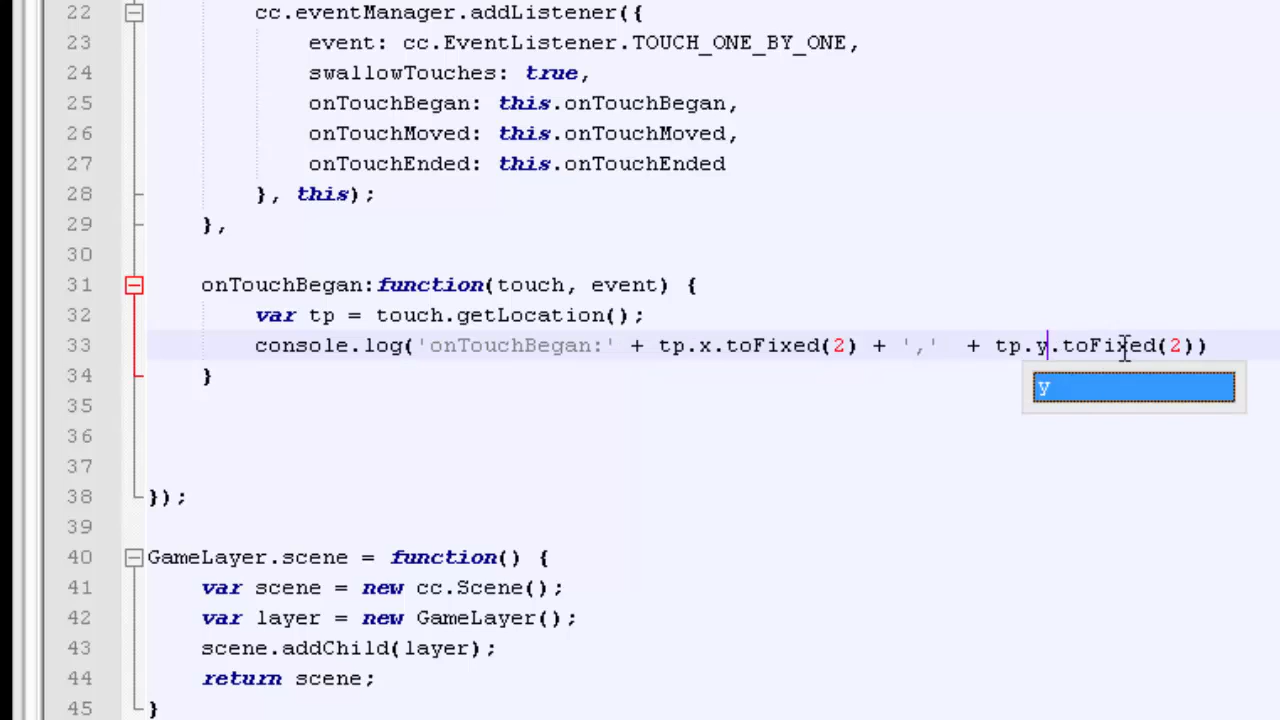 22 cc.eventManager.addListener({
23 event: cc.EventListener.TOUCH_ONE_BY_ONE,
24 swallowTouches: true,
25 onTouchBegan: this.onTouchBegan,
26 onTouchMoved: this.onTouchMoved,
27 onTouchEnded: this.onTouchEnded
28 }, this);
29 },
30
31 onTouchBegan:function(touch, event) {
32 var tp = touch.getLocation();
33 console.log('onTouchBegan:' + tp.x.toFixed(2) + ',' + tp.y.toFixed(2))
y
34 }
35
36
37
38 });
39
40 GameLayer.scene = function() {
41 var scene = new cc.Scene();
42 var layer = new GameLayer();
43 scene.addChild(layer);
44 return scene;
45 }